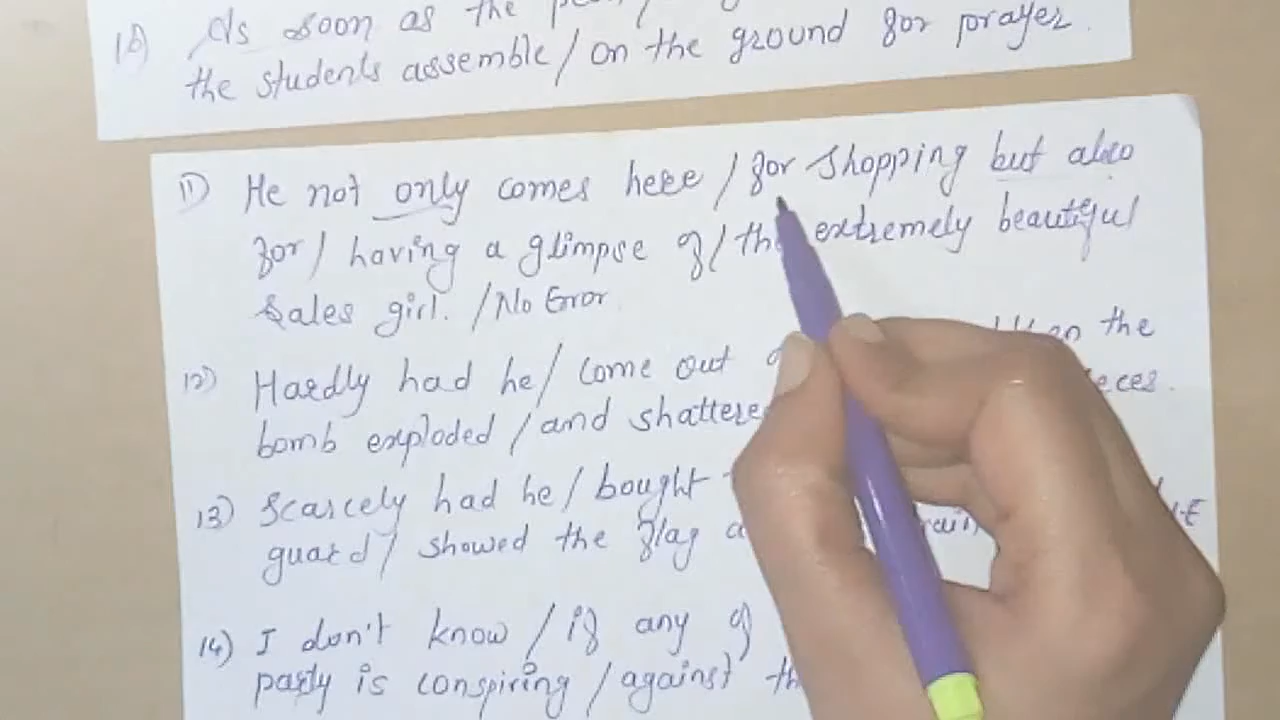 As soon as the
the students assemble / on the ground for prayer.
11) He not only comes here / for shopping but also
for / having a glimpse of / the extremely beautiful
sales girl. / No Error
12) Hardly had he / come out the
bomb exploded / and
13) Scarcely had he / bought
guard / showed the flag
14) I don't know / if any of
party is conspiring / against